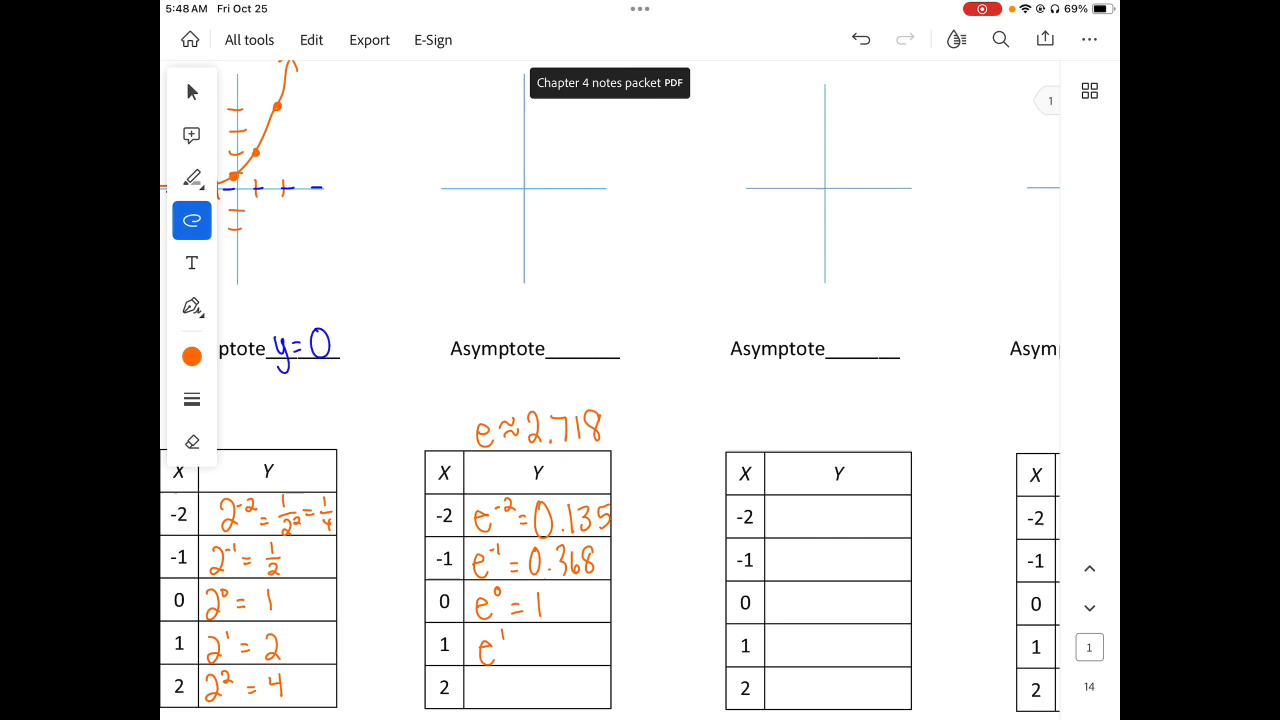 5:48 AM Fri Oct 25 69%
All tools Edit Export E-Sign
Chapter 4 notes packet PDF
1
ptote y = 0 Asymptote_______ Asymptote_______ Asym
e ≈ 2.718
X Y X Y X Y X
-2 2⁻² = 1/2² = 1/4 -2 e⁻² = 0.135 -2 -2
-1 2⁻¹ = 1/2 -1 e⁻¹ = 0.368 -1 -1
0 2⁰ = 1 0 e⁰ = 1 0 0
1 2¹ = 2 1 e¹ 1 1
2 2² = 4 2 2 2
T
1
14